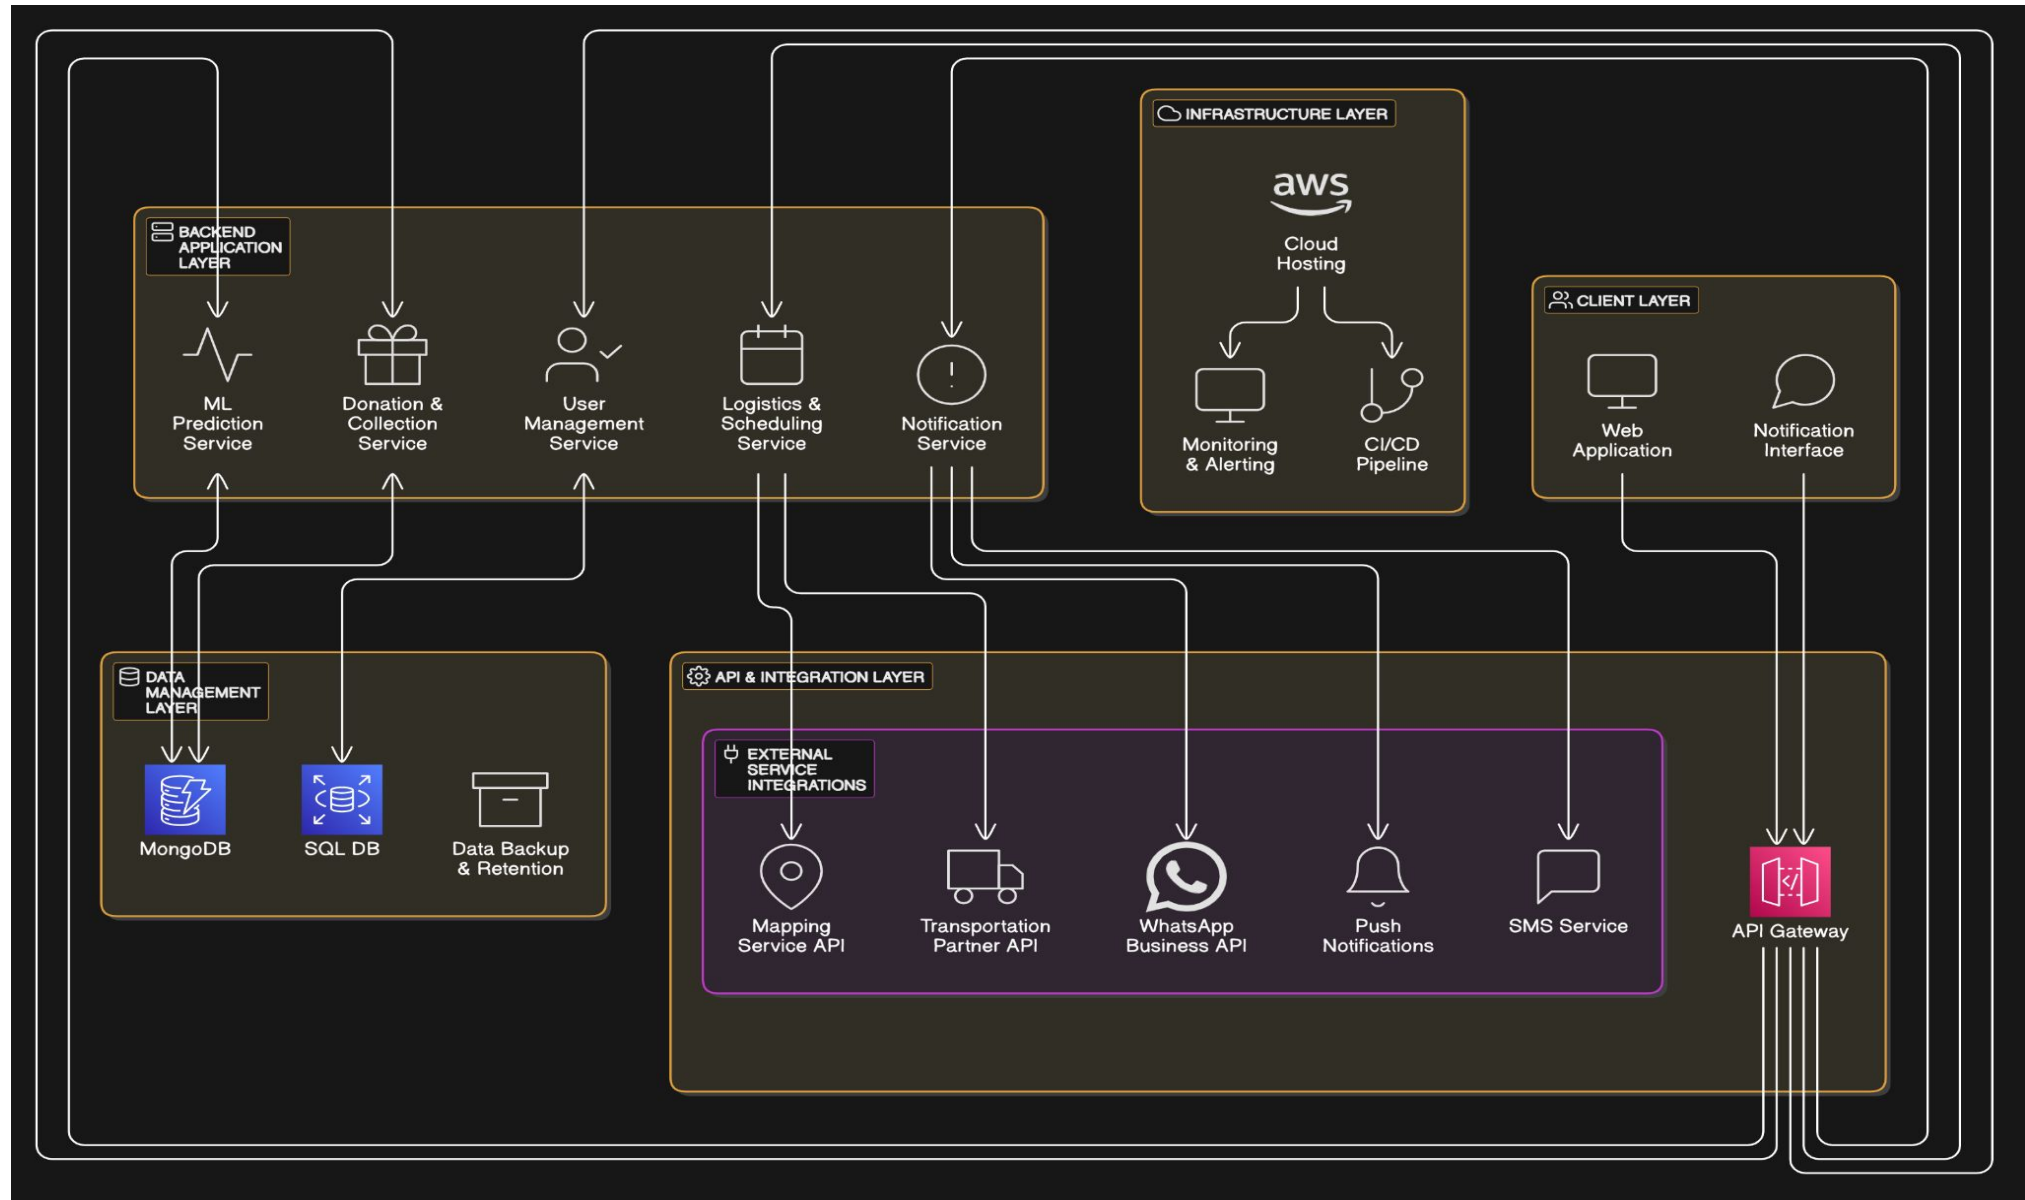 INFRASTRUCTURE LAYER
aws
Cloud
Hosting
Monitoring
& Alerting
CI/CD
Pipeline
BACKEND
APPLICATION
LAYER
ML
Prediction
Service
Donation &
Collection
Service
User
Management
Service
Logistics &
Scheduling
Service
Notification
Service
CLIENT LAYER
Web
Application
Notification
Interface
DATA
MANAGEMENT
LAYER
MongoDB
SQL DB
Data Backup
& Retention
API & INTEGRATION LAYER
EXTERNAL
SERVICE
INTEGRATIONS
Mapping
Service API
Transportation
Partner API
WhatsApp
Business API
Push
Notifications
SMS Service
</>
API Gateway